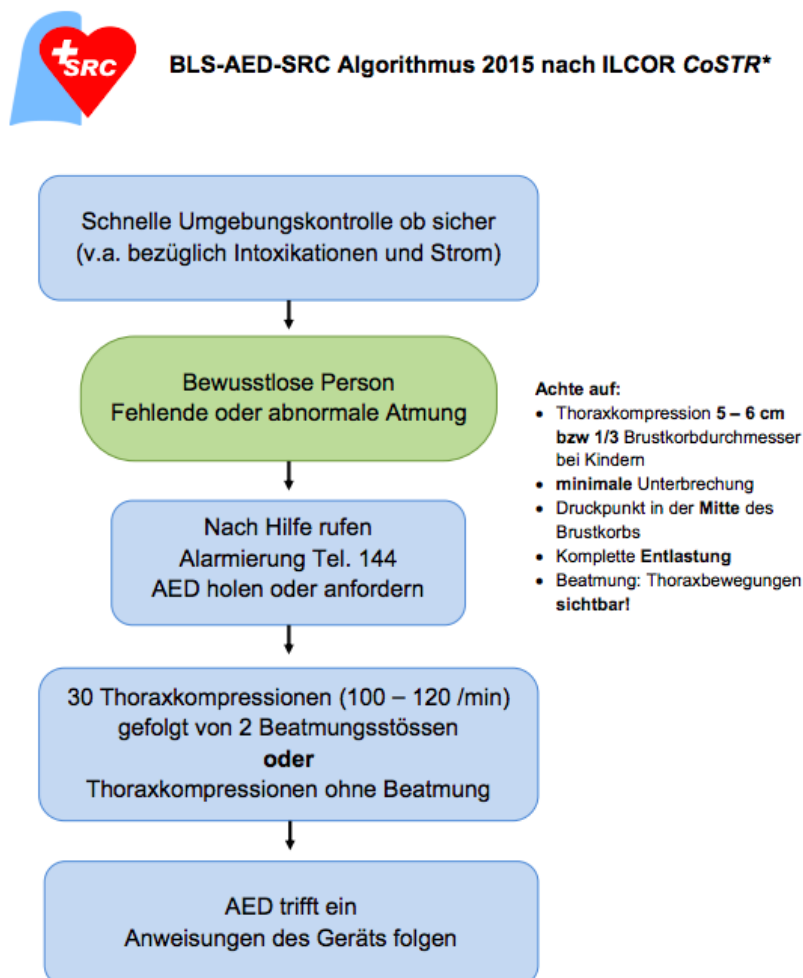 SRC
BLS-AED-SRC Algorithmus 2015 nach ILCOR CoSTR*
Schnelle Umgebungskontrolle ob sicher
(v.a. bezüglich Intoxikationen und Strom)
Bewusstlose Person
Fehlende oder abnormale Atmung
Nach Hilfe rufen
Alarmierung Tel. 144
AED holen oder anfordern
30 Thoraxkompressionen (100 – 120 /min)
gefolgt von 2 Beatmungsstössen
oder
Thoraxkompressionen ohne Beatmung
AED trifft ein
Anweisungen des Geräts folgen
Achte auf:
• Thoraxkompression 5 – 6 cm
bzw 1/3 Brustkorbdurchmesser
bei Kindern
• minimale Unterbrechung
• Druckpunkt in der Mitte des
Brustkorbs
• Komplette Entlastung
• Beatmung: Thoraxbewegungen
sichtbar!